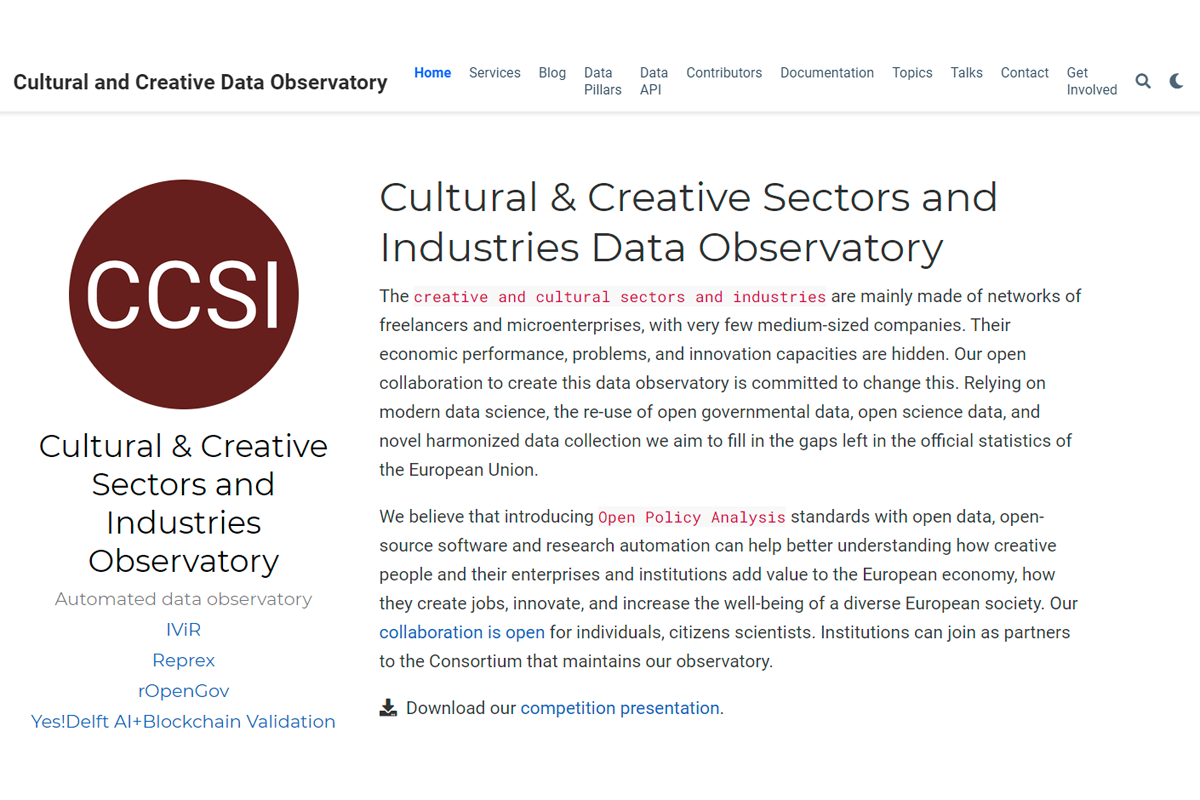 Cultural and Creative Data Observatory
Home
Services
Blog
Data
Pillars
Data
API
Contributors
Documentation
Topics
Talks
Contact
Get
Involved
CCSI
Cultural & Creative
Sectors and
Industries
Observatory
Automated data observatory
IViR
Reprex
rOpenGov
Yes!Delft AI+Blockchain Validation
Cultural & Creative Sectors and
Industries Data Observatory
The creative and cultural sectors and industries are mainly made of networks of
freelancers and microenterprises, with very few medium-sized companies. Their
economic performance, problems, and innovation capacities are hidden. Our open
collaboration to create this data observatory is committed to change this. Relying on
modern data science, the re-use of open governmental data, open science data, and
novel harmonized data collection we aim to fill in the gaps left in the official statistics of
the European Union.
We believe that introducing Open Policy Analysis standards with open data, open-
source software and research automation can help better understanding how creative
people and their enterprises and institutions add value to the European economy, how
they create jobs, innovate, and increase the well-being of a diverse European society. Our
collaboration is open for individuals, citizens scientists. Institutions can join as partners
to the Consortium that maintains our observatory.
Download our competition presentation.